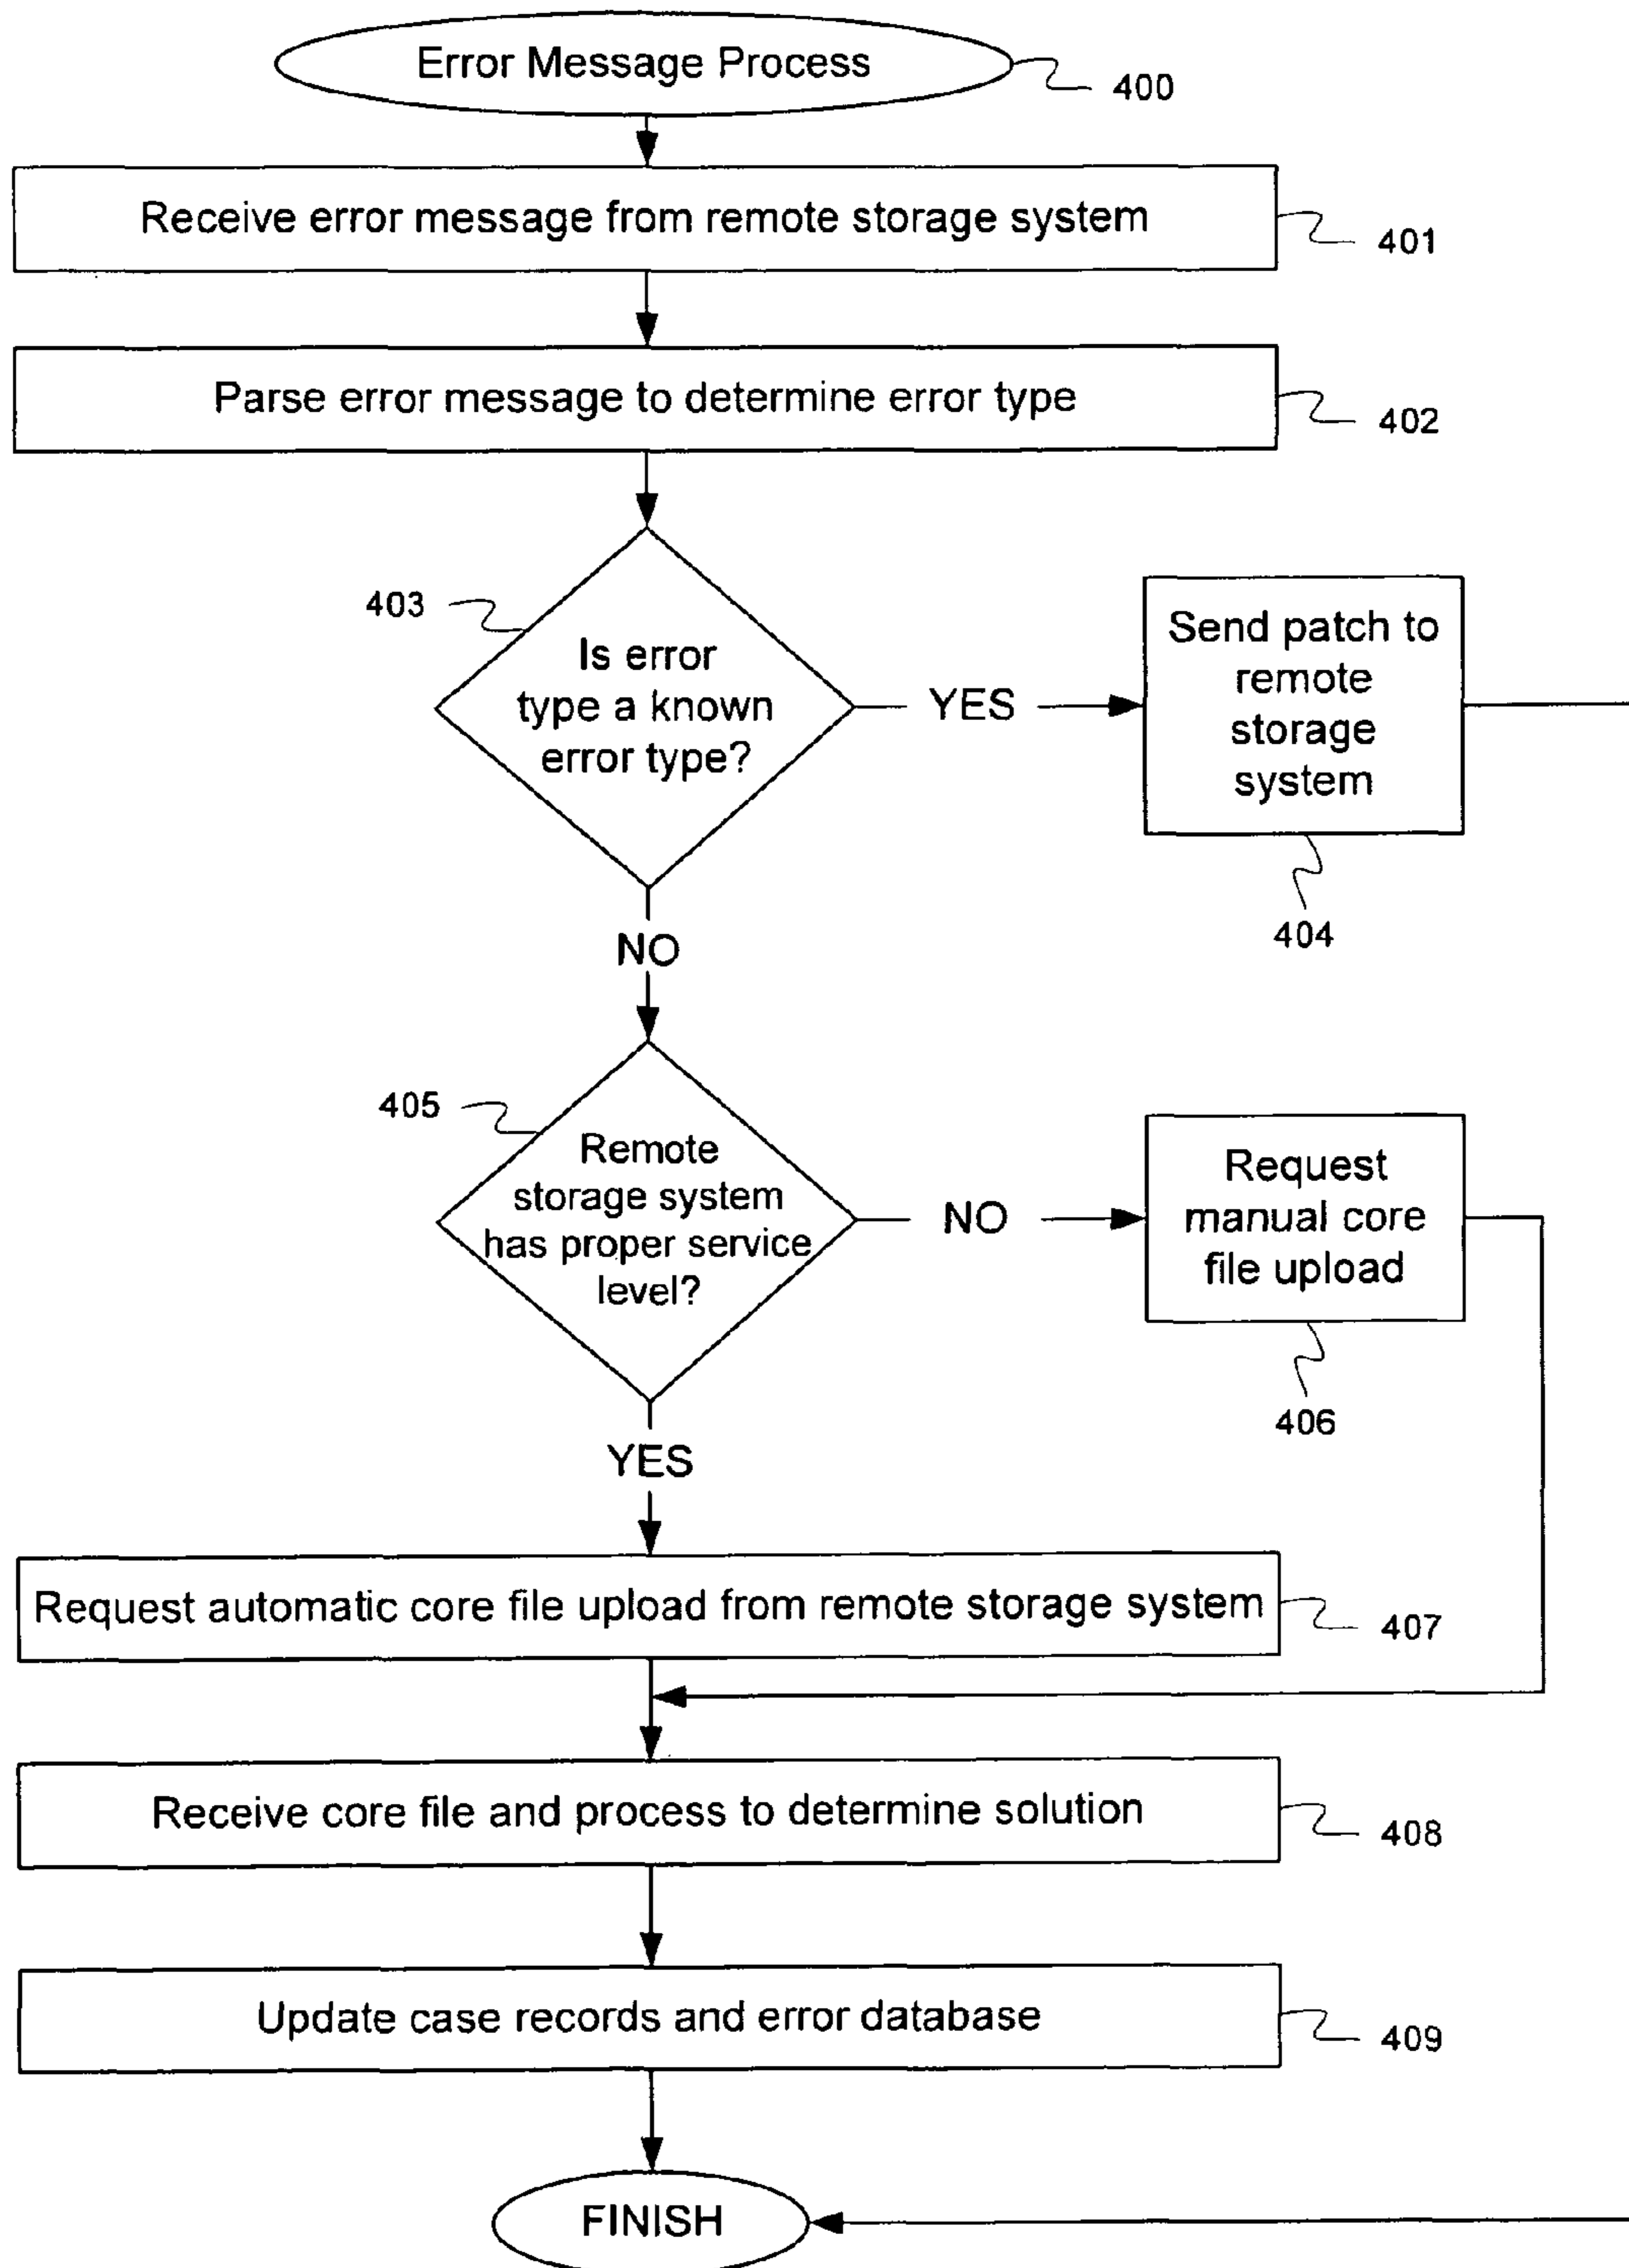 Error Message Process
400
Receive error message from remote storage system
401
Parse error message to determine error type
402
403
Is error
type a known
error type?
YES
Send patch to
remote
storage
system
404
NO
405
Remote
storage system
has proper service
level?
NO
Request
manual core
file upload
406
YES
Request automatic core file upload from remote storage system
407
Receive core file and process to determine solution
408
Update case records and error database
409
FINISH